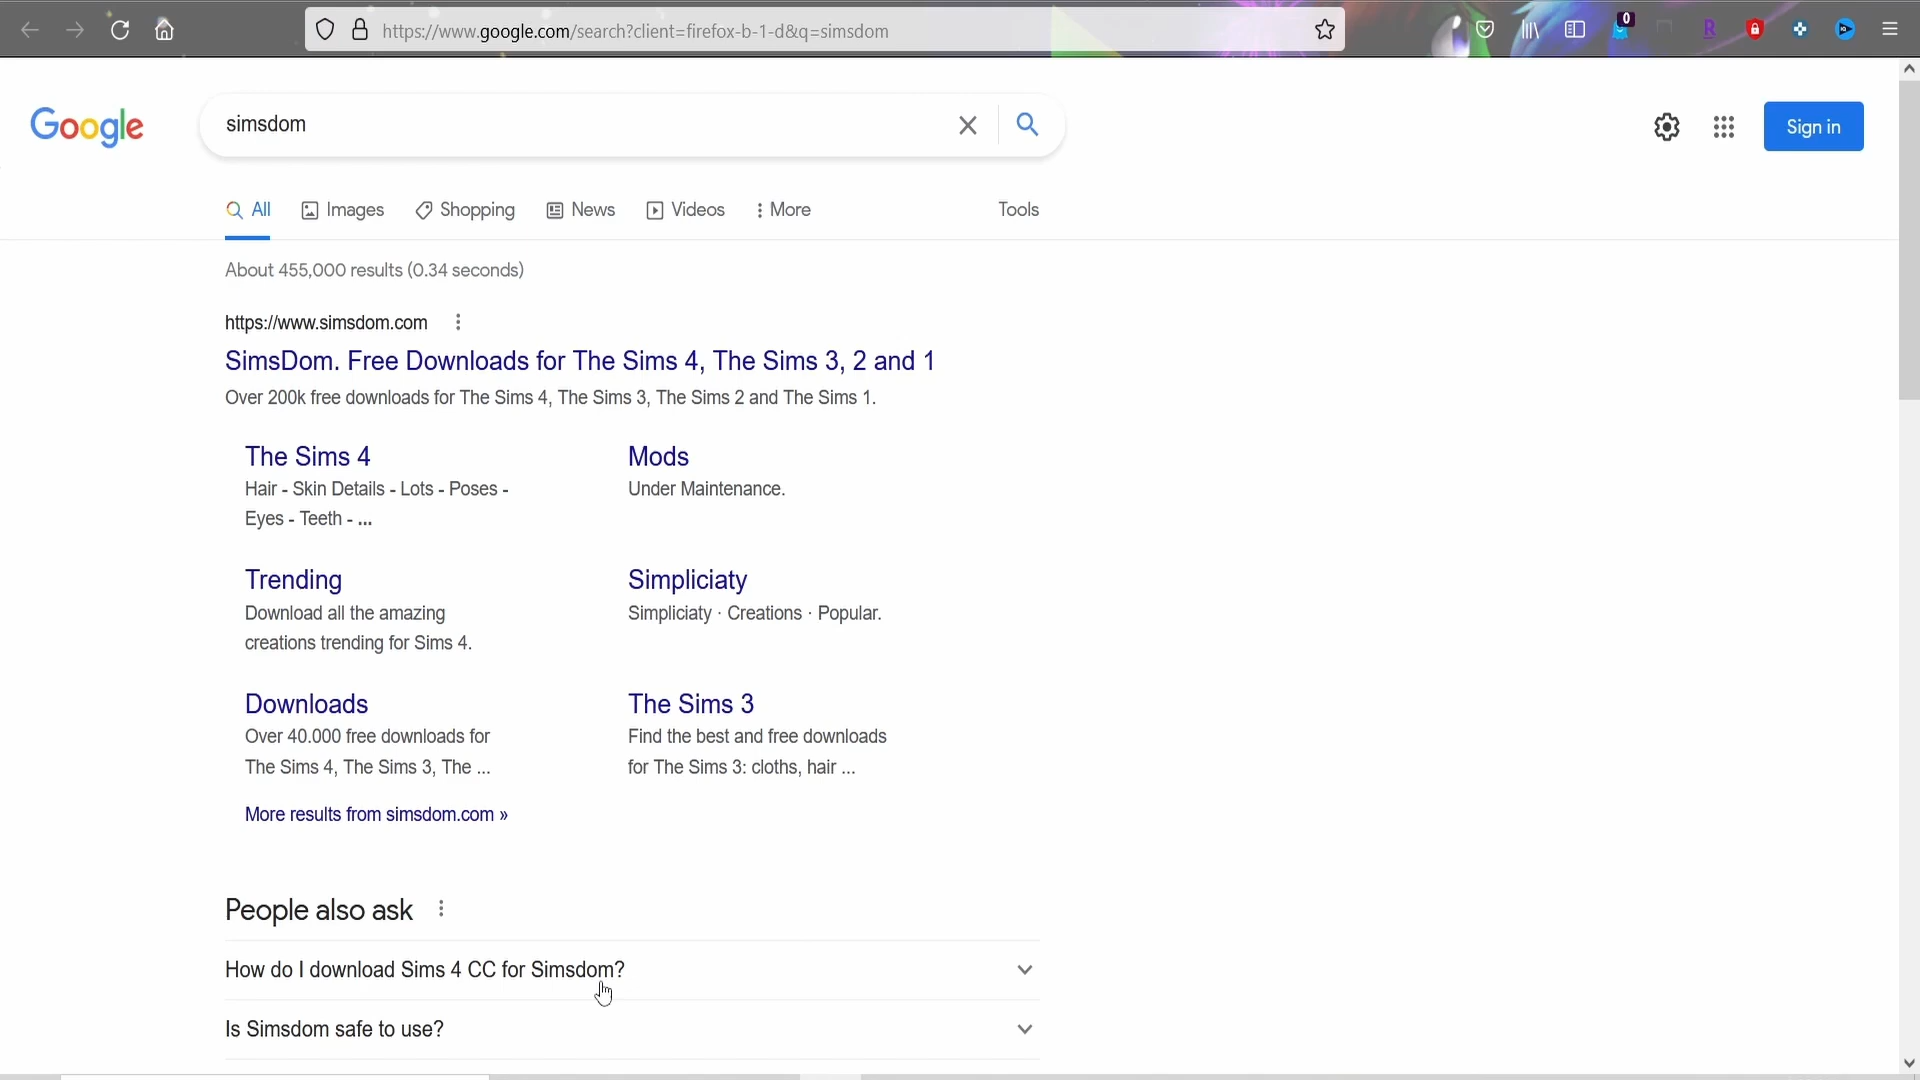 https://www.google.com/search?client=firefox-b-1-d&q=simsdom
0
R
Google
simsdom
Sign in
All
Images
Shopping
News
Videos
More
Tools
About 455,000 results (0.34 seconds)
https://www.simsdom.com
SimsDom. Free Downloads for The Sims 4, The Sims 3, 2 and 1
Over 200k free downloads for The Sims 4, The Sims 3, The Sims 2 and The Sims 1.
The Sims 4
Hair - Skin Details - Lots - Poses -
Eyes - Teeth - ...
Mods
Under Maintenance.
Trending
Download all the amazing
creations trending for Sims 4.
Simpliciaty
Simpliciaty · Creations · Popular.
Downloads
Over 40.000 free downloads for
The Sims 4, The Sims 3, The ...
The Sims 3
Find the best and free downloads
for The Sims 3: cloths, hair ...
More results from simsdom.com »
People also ask
How do I download Sims 4 CC for Simsdom?
Is Simsdom safe to use?